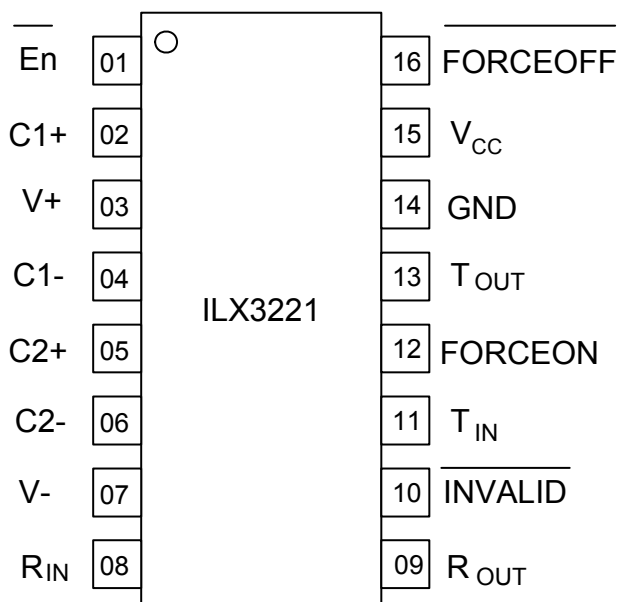 En 01 16 FORCEOFF
C1+ 02 15 VCC
V+ 03 14 GND
C1- 04 13 TOUT
ILX3221
C2+ 05 12 FORCEON
C2- 06 11 TIN
V- 07 10 INVALID
RIN 08 09 ROUT